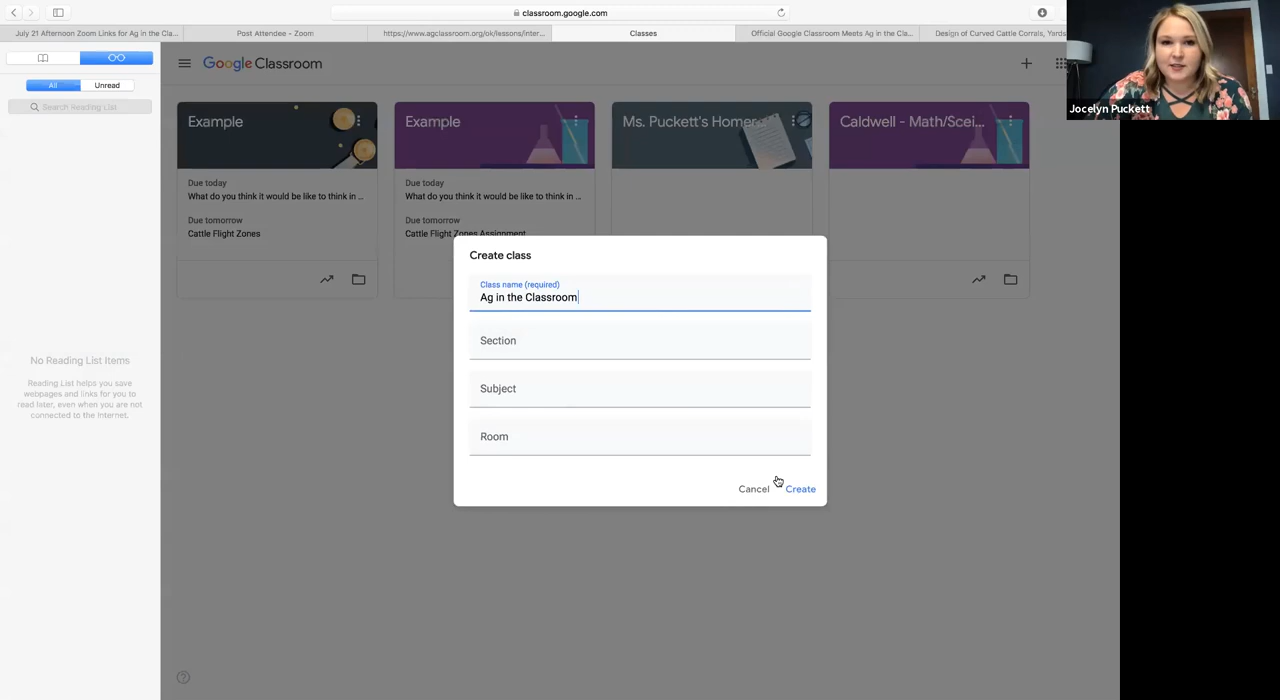 classroom.google.com
July 21 Afternoon Zoom Links for Ag in the Cla...
Post Attendee - Zoom
https://www.agclassroom.org/ok/lessons/inter...
Classes
Official Google Classroom Meets Ag in the Cla...
Design of Curved Cattle Corrals, Yards
All
Unread
Search Reading List
Google Classroom
Jocelyn Puckett
Example
Example
Ms. Puckett's Homer...
Caldwell - Math/Scei...
Due today
What do you think it would be like to think in ...
Due tomorrow
Cattle Flight Zones
Due today
What do you think it would be like to think in ...
Due tomorrow
Cattle Flight Zones Assignment
Create class
Class name (required)
Ag in the Classroom
Section
Subject
Room
Cancel
Create
No Reading List Items
Reading List helps you save
webpages and links for you to
read later, even when you are not
connected to the Internet.